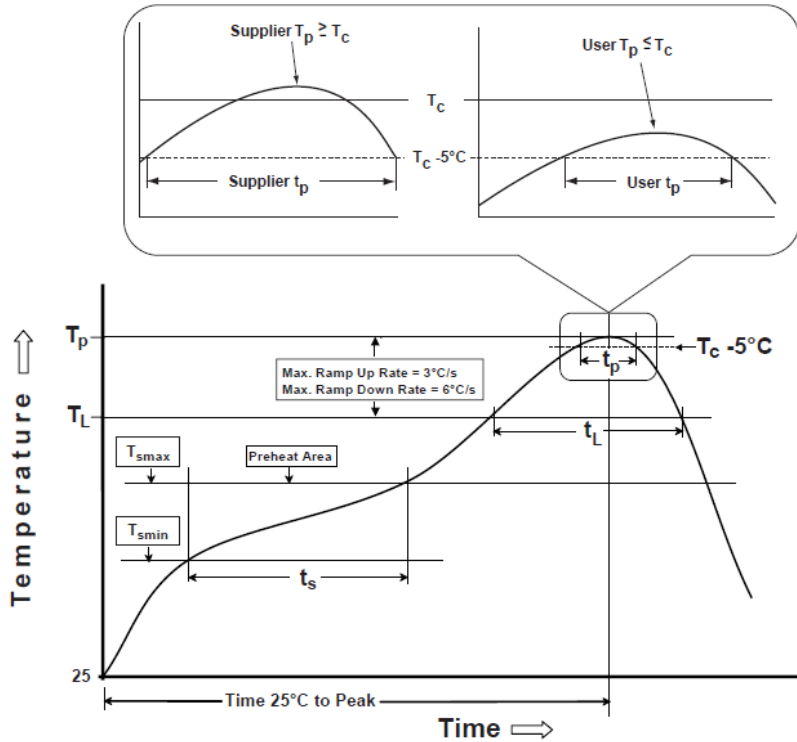 Supplier Tp ≥ Tc
User Tp ≤ Tc
Tc
Tc -5°C
Supplier tp
User tp
Tp
Tc -5°C
tp
Max. Ramp Up Rate = 3°C/s
Max. Ramp Down Rate = 6°C/s
TL
tL
Tsmax
Preheat Area
Tsmin
ts
Temperature
25
Time 25°C to Peak
Time